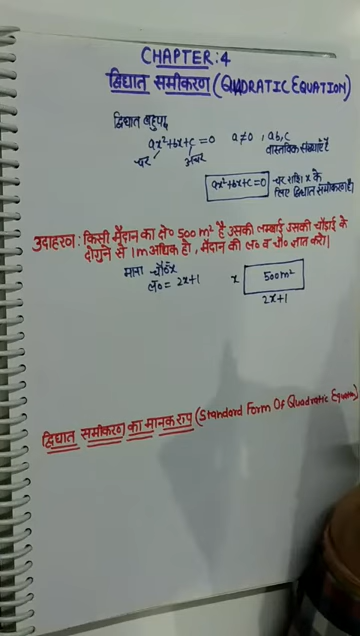 CHAPTER:4
द्विघात समीकरण (QUADRATIC EQUATION)
द्विघात बहुपद
ax²+bx+c=0 a≠0 , a,b,c
वास्तविक संख्याएँ है
चर अचर
ax²+bx+c=0 → चर राशि x के
लिए द्विघात समीकरण है।
उदाहरण: किसी मैदान का क्षे० 500 m² है उसकी लम्बाई उसकी चौड़ाई के
दोगुने से 1m अधिक हो, मैदान की ल० व चौ० ज्ञात करो।
माना चौ०=x
ल० = 2x+1
x 500m²
2x+1
द्विघात समीकरण का मानक रूप (Standard Form Of Quadratic Equation)